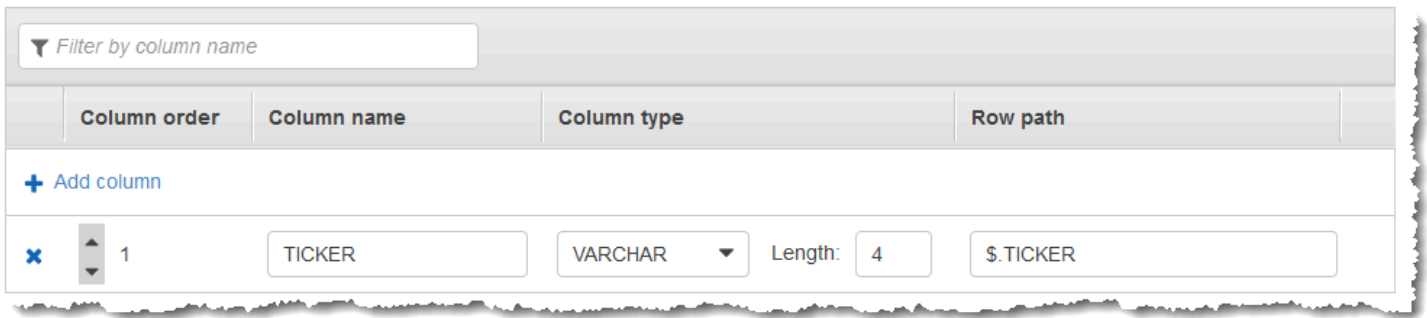 Filter by column name
Column order Column name Column type Row path
Add column
1 TICKER VARCHAR Length: 4 $.TICKER